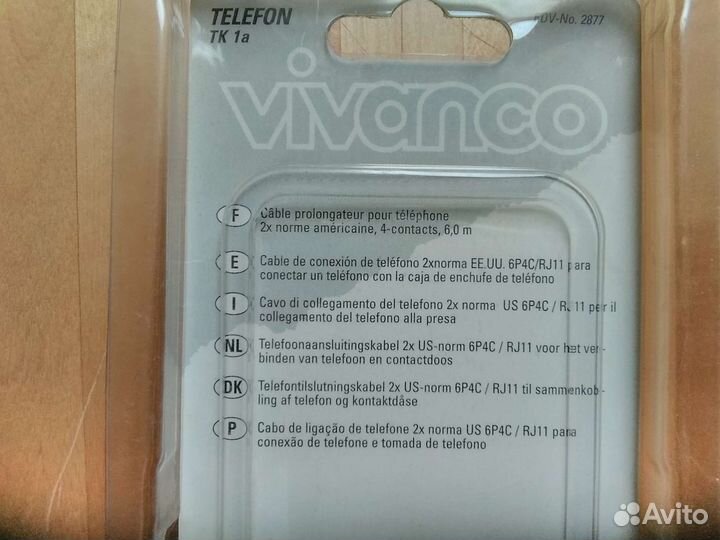 TELEFON
TK 1a
EDV-No. 2877
vivanco
F Câble prolongateur pour téléphone
2x norme américaine, 4-contacts, 6,0 m
E Cable de conexión de teléfono 2xnorma EE.UU. 6P4C/RJ11 para
conectar un teléfono con la caja de enchufe de teléfono
I Cavo di collegamento del telefono 2x norma US 6P4C / RJ 11 per il
collegamento del telefono alla presa
NL Telefoonaansluitingskabel 2x US-norm 6P4C / RJ11 voor het ver-
binden van telefoon en contactdoos
DK Telefontilslutningskabel 2x US-norm 6P4C / RJ11 til sammenkob-
ling af telefon og kontaktdåse
P Cabo de ligação de telefone 2x norma US 6P4C / RJ11 para
conexão de telefone e tomada de telefono
Avito